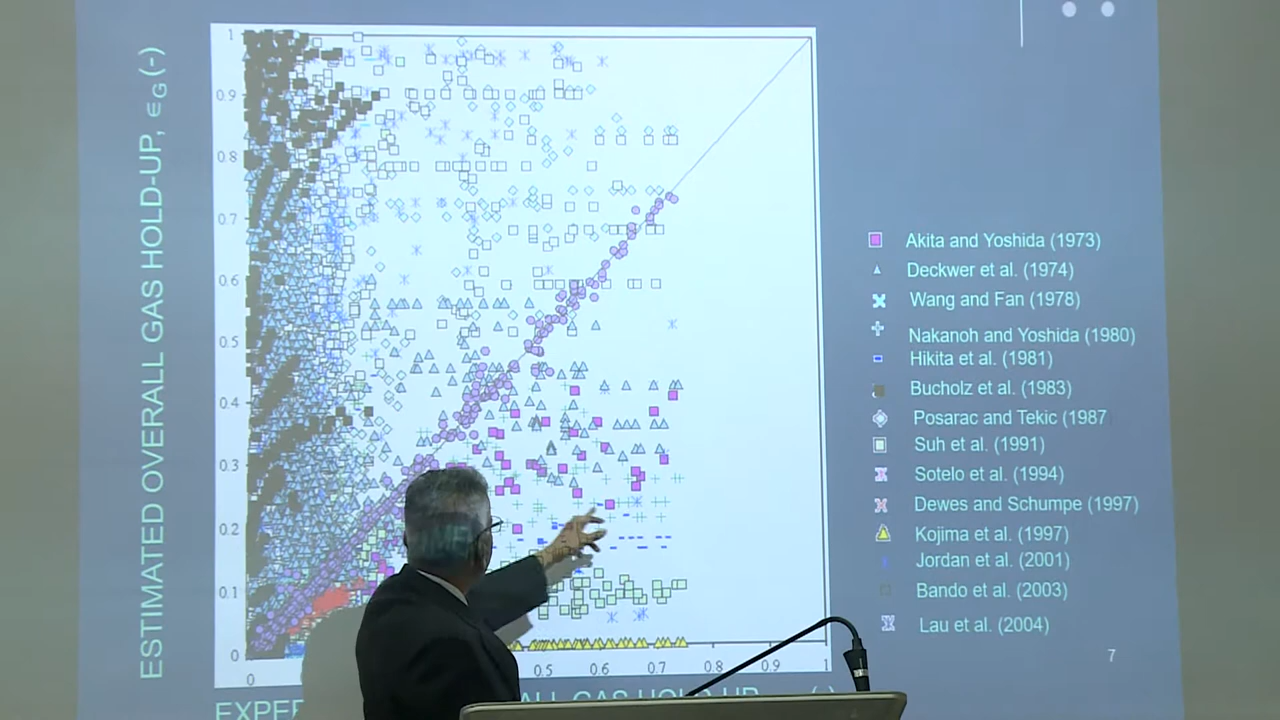 ESTIMATED OVERALL GAS HOLD-UP, εG (-)
1
0.9
0.8
0.7
0.6
0.5
0.4
0.3
0.2
0.1
0
0
0.5
0.6
0.7
0.8
0.9
1
GAS HOLD-UP
Akita and Yoshida (1973)
Deckwer et al. (1974)
Wang and Fan (1978)
Nakanoh and Yoshida (1980)
Hikita et al. (1981)
Bucholz et al. (1983)
Posarac and Tekic (1987
Suh et al. (1991)
Sotelo et al. (1994)
Dewes and Schumpe (1997)
Kojima et al. (1997)
Jordan et al. (2001)
Bando et al. (2003)
Lau et al. (2004)
7